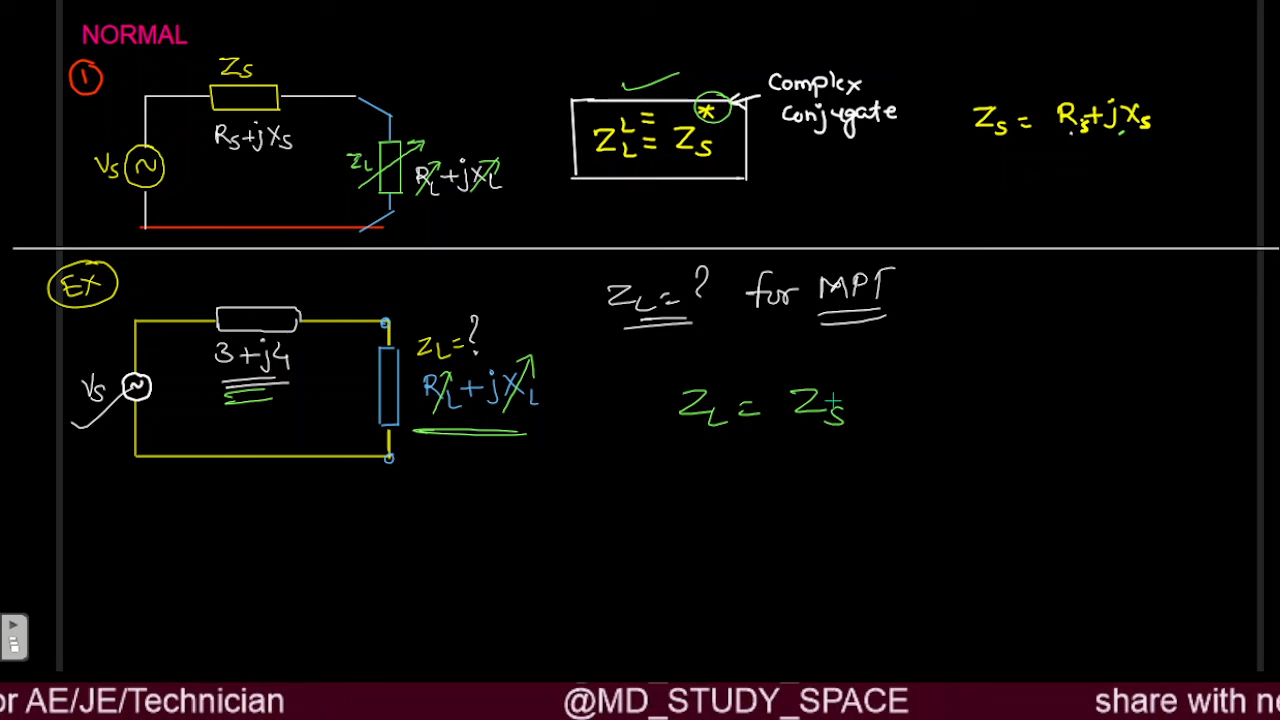 NORMAL
1
Zs
Rs+jXs
Vs
ZL
RL+jXL
ZL = Zs*
L =
Complex
Conjugate
Zs = Rs+jXs
EX
Vs
3+j4
ZL=?
RL+jXL
ZL=? for MPT
ZL = Zs
or AE/JE/Technician
@MD_STUDY_SPACE
share with